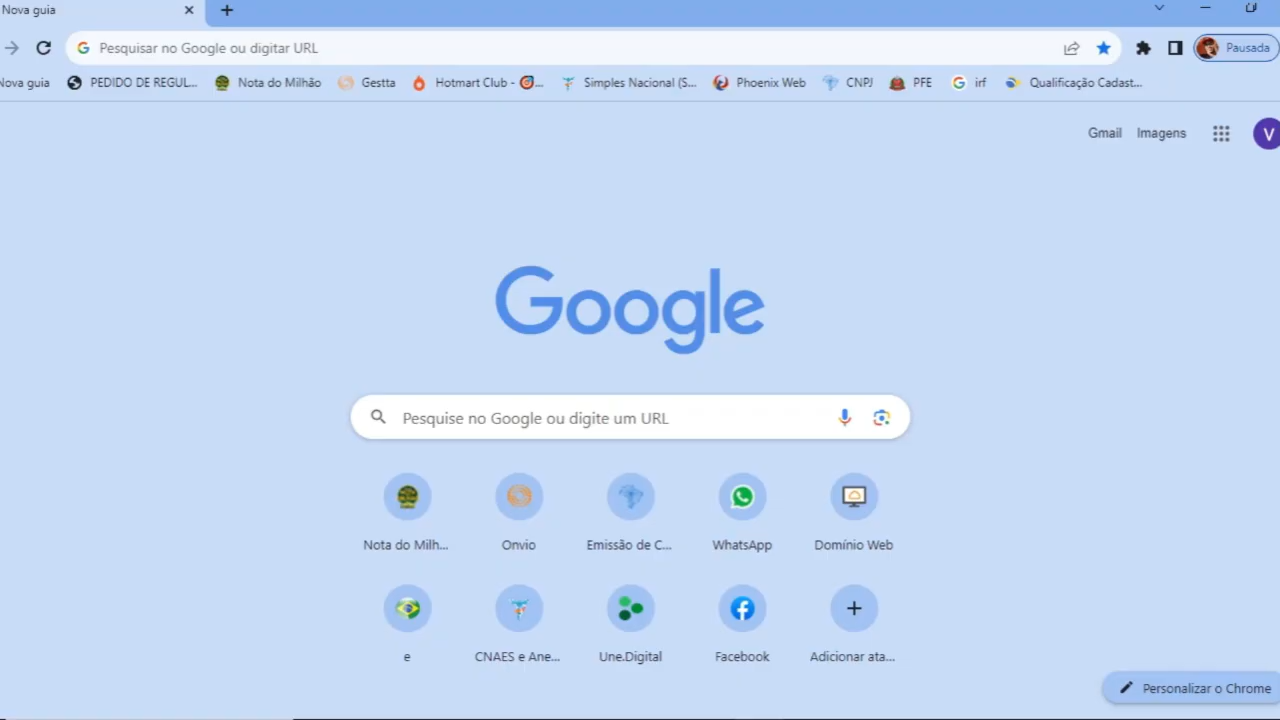 Nova guia
Pesquisar no Google ou digitar URL
Pausada
Nova guia
PEDIDO DE REGUL...
Nota do Milhão
Gestta
Hotmart Club - ...
Simples Nacional (S...
Phoenix Web
CNPJ
PFE
irf
Qualificação Cadast...
Gmail
Imagens
V
Google
Pesquise no Google ou digite um URL
Nota do Milh...
Onvio
Emissão de C...
WhatsApp
Domínio Web
e
CNAES e Ane...
Une.Digital
Facebook
Adicionar ata...
Personalizar o Chrome